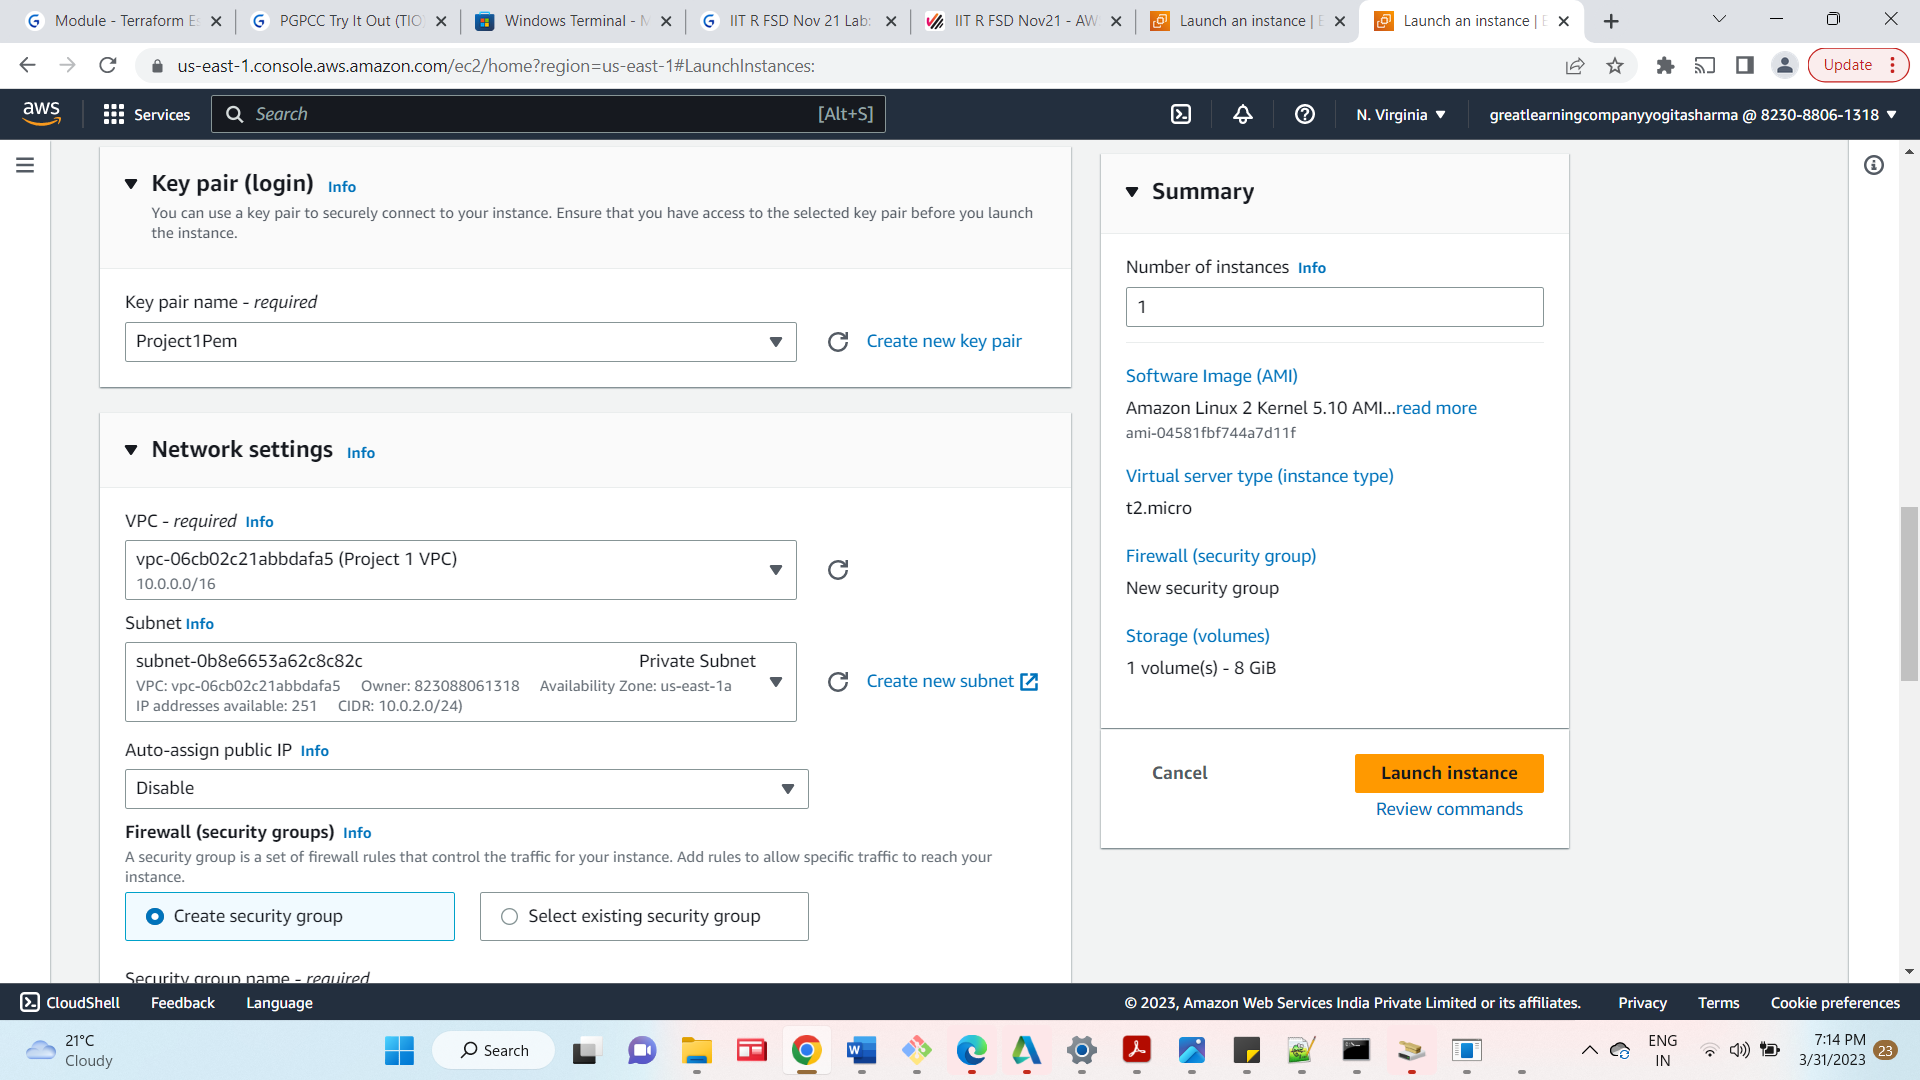 Module - Terraform Es
PGPCC Try It Out (TIO)
Windows Terminal - M
IIT R FSD Nov 21 Lab:
IIT R FSD Nov21 - AW
Launch an instance | E
Launch an instance | E
us-east-1.console.aws.amazon.com/ec2/home?region=us-east-1#LaunchInstances:
Update
aws
Services
Search
[Alt+S]
N. Virginia
greatlearningcompanyyogitasharma @ 8230-8806-1318
Key pair (login) Info
You can use a key pair to securely connect to your instance. Ensure that you have access to the selected key pair before you launch
the instance.
Key pair name - required
Project1Pem
Create new key pair
Network settings Info
VPC - required Info
vpc-06cb02c21abbdafa5 (Project 1 VPC)
10.0.0.0/16
Subnet Info
subnet-0b8e6653a62c8c82c Private Subnet
VPC: vpc-06cb02c21abbdafa5 Owner: 823088061318 Availability Zone: us-east-1a
IP addresses available: 251 CIDR: 10.0.2.0/24)
Create new subnet
Auto-assign public IP Info
Disable
Firewall (security groups) Info
A security group is a set of firewall rules that control the traffic for your instance. Add rules to allow specific traffic to reach your
instance.
Create security group
Select existing security group
Security group name - required
Summary
Number of instances Info
1
Software Image (AMI)
Amazon Linux 2 Kernel 5.10 AMI...read more
ami-04581fbf744a7d11f
Virtual server type (instance type)
t2.micro
Firewall (security group)
New security group
Storage (volumes)
1 volume(s) - 8 GiB
Cancel
Launch instance
Review commands
CloudShell
Feedback
Language
© 2023, Amazon Web Services India Private Limited or its affiliates.
Privacy
Terms
Cookie preferences
21°C
Cloudy
Search
ENG
IN
7:14 PM
3/31/2023
23